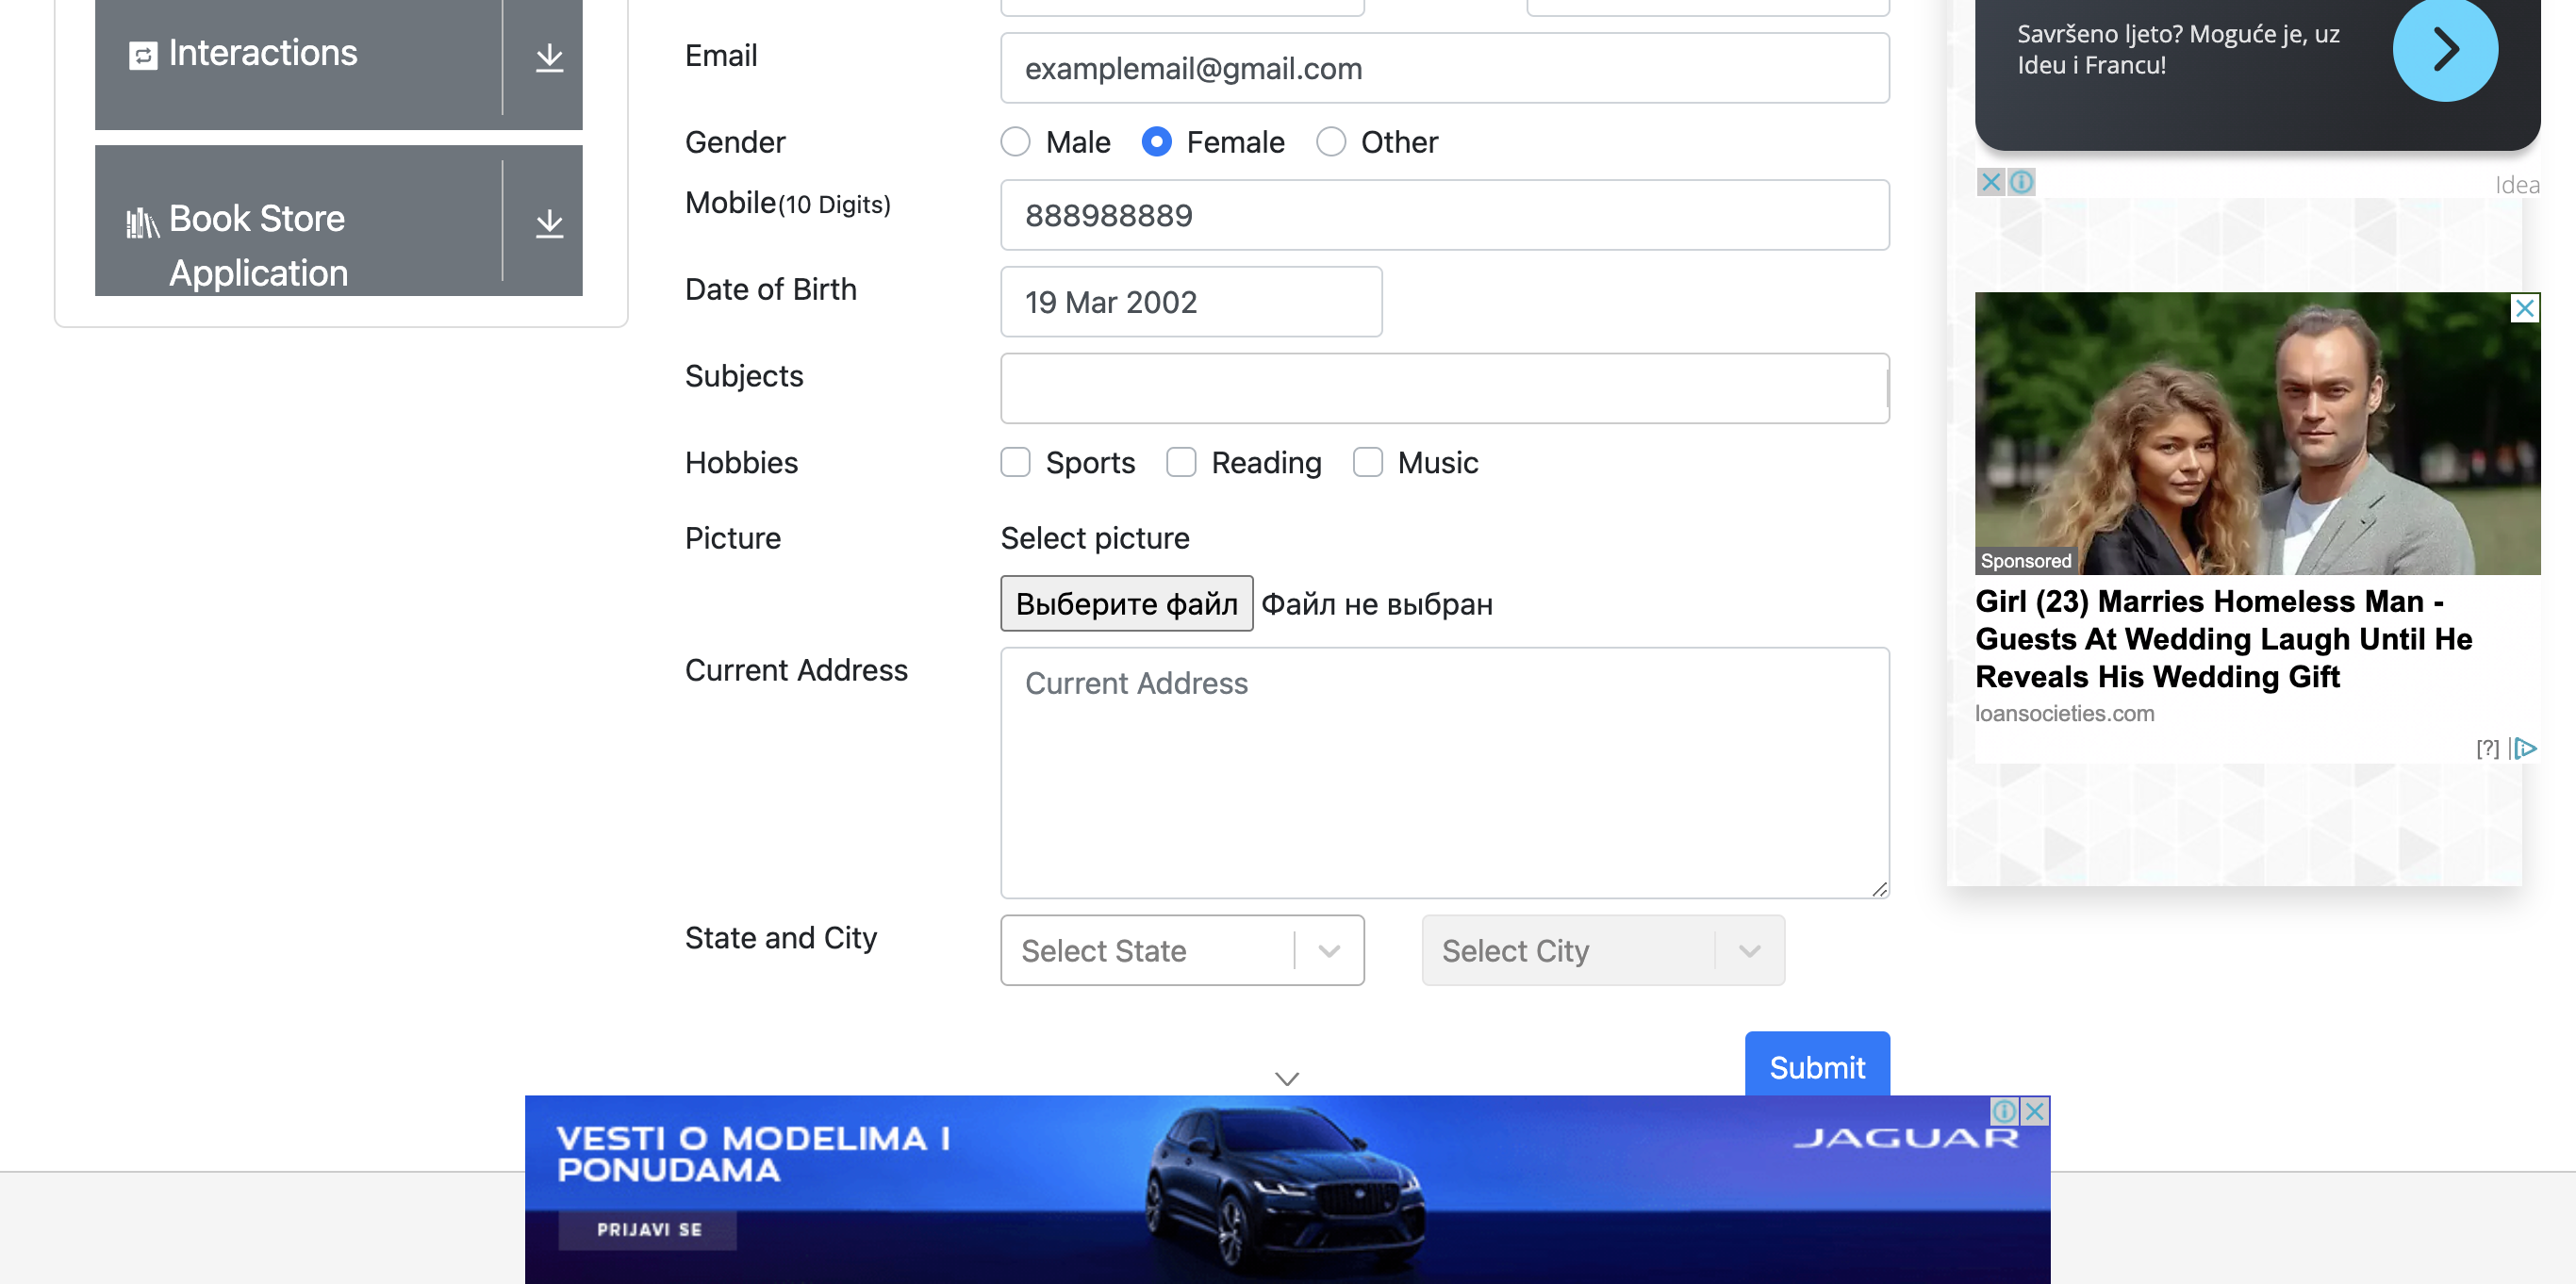 Interactions
Book Store
Application
Email
examplemail@gmail.com
Gender
Male Female Other
Mobile(10 Digits)
888988889
Date of Birth
19 Mar 2002
Subjects
Hobbies
Sports Reading Music
Picture
Select picture
Выберите файл Файл не выбран
Current Address
Current Address
State and City
Select State
Select City
Submit
Savršeno ljeto? Moguće je, uz
Ideu i Francu!
Idea
Sponsored
Girl (23) Marries Homeless Man -
Guests At Wedding Laugh Until He
Reveals His Wedding Gift
loansocieties.com
[?]
VESTI O MODELIMA I
PONUDAMA
PRIJAVI SE
JAGUAR